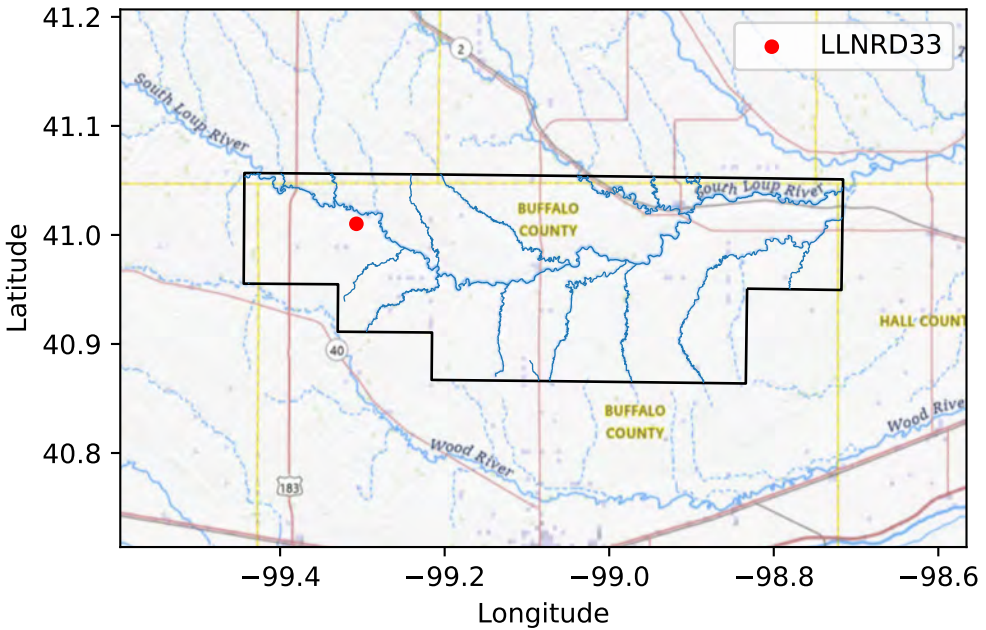 41.2
41.1
41.0
40.9
40.8
Latitude
LLNRD33
2
South Loup River
outh Loup River
BUFFALO
COUNTY
HALL COUNT
40
BUFFALO
COUNTY
Wood River
Wood Rive
183
−99.4
−99.2
−99.0
−98.8
−98.6
Longitude